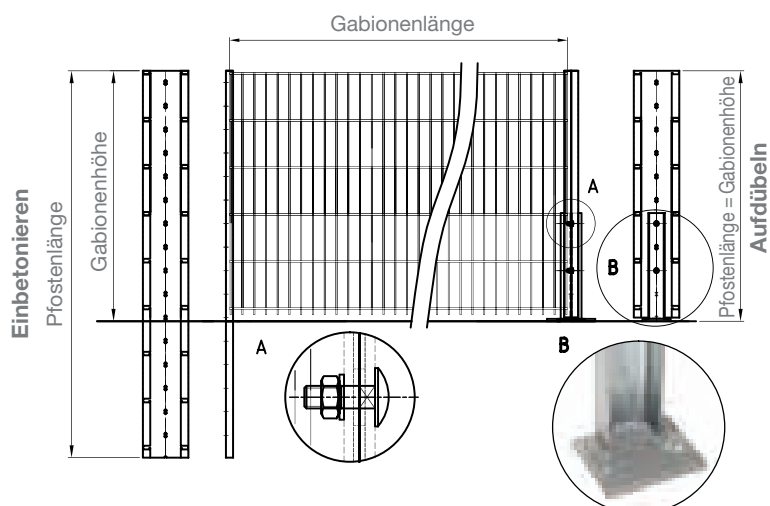 Gabionenlänge
Einbetonieren
Pfostenlänge
Gabionenhöhe
A
B
Pfostenlänge = Gabionenhöhe
Aufdübeln
A
B